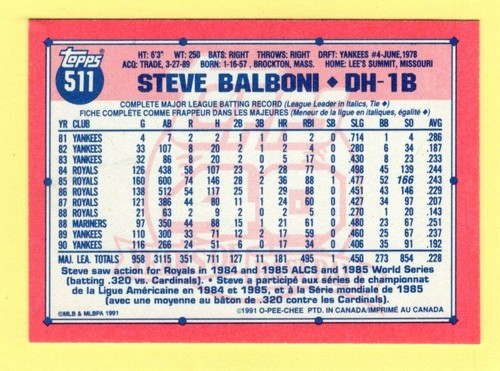 topps
511
HT: 6'3" WT: 250 BATS: RIGHT THROWS: RIGHT DRFT: YANKEES #4-JUNE, 1978
ACQ: TRADE, 3-27-89 BORN: 1-16-57, BROCKTON, MASS. HOME: LEE'S SUMMIT, MISSOURI
STEVE BALBONI ◆ DH-1B
COMPLETE MAJOR LEAGUE BATTING RECORD (League Leader in Italics, Tie ◆)
FICHE COMPLÈTE COMME FRAPPEUR DANS LES MAJEURES (Meneur de la ligue en italiques, égalité ◆)
YR CLUB G AB R H 2B 3B HR RBI SB SLG BB SO AVG
81 YANKEES 4 7 2 2 1 1 0 2 0 .714 1 4 .286
82 YANKEES 33 107 8 20 2 1 2 4 0 .280 6 34 .187
83 YANKEES 32 86 8 20 2 0 5 17 0 .430 8 23 .233
84 ROYALS 126 438 58 107 23 2 28 77 0 .498 45 139 .244
85 ROYALS 160 600 74 146 28 2 36 88 1 .477 52 166 .243
86 ROYALS 138 512 54 117 25 1 29 88 0 .451 43 146 .229
87 ROYALS 121 386 44 80 11 1 24 60 0 .427 34 97 .207
88 ROYALS 21 63 2 9 2 0 2 5 0 .270 1 20 .143
88 MARINERS 97 350 44 88 15 1 21 61 0 .480 23 67 .251
89 YANKEES 110 300 33 71 12 2 17 59 0 .460 25 67 .237
90 YANKEES 116 266 24 51 6 0 17 34 0 .406 35 91 .192
MAJ. LEA. TOTALS 958 3115 351 711 127 11 181 495 1 .450 273 854 .228
Steve saw action for Royals in 1984 and 1985 ALCS and 1985 World Series
(batting .320 vs. Cardinals). • Steve a participé aux séries de championnat
de la Ligue Américaine en 1984 et 1985, et à la Série mondiale de 1985
(avec une moyenne au bâton de .320 contre les Cardinals).
©MLB & MLBPA 1991 ©1991 O-PEE-CHEE PTD. IN CANADA/IMPRIMÉ AU CANADA